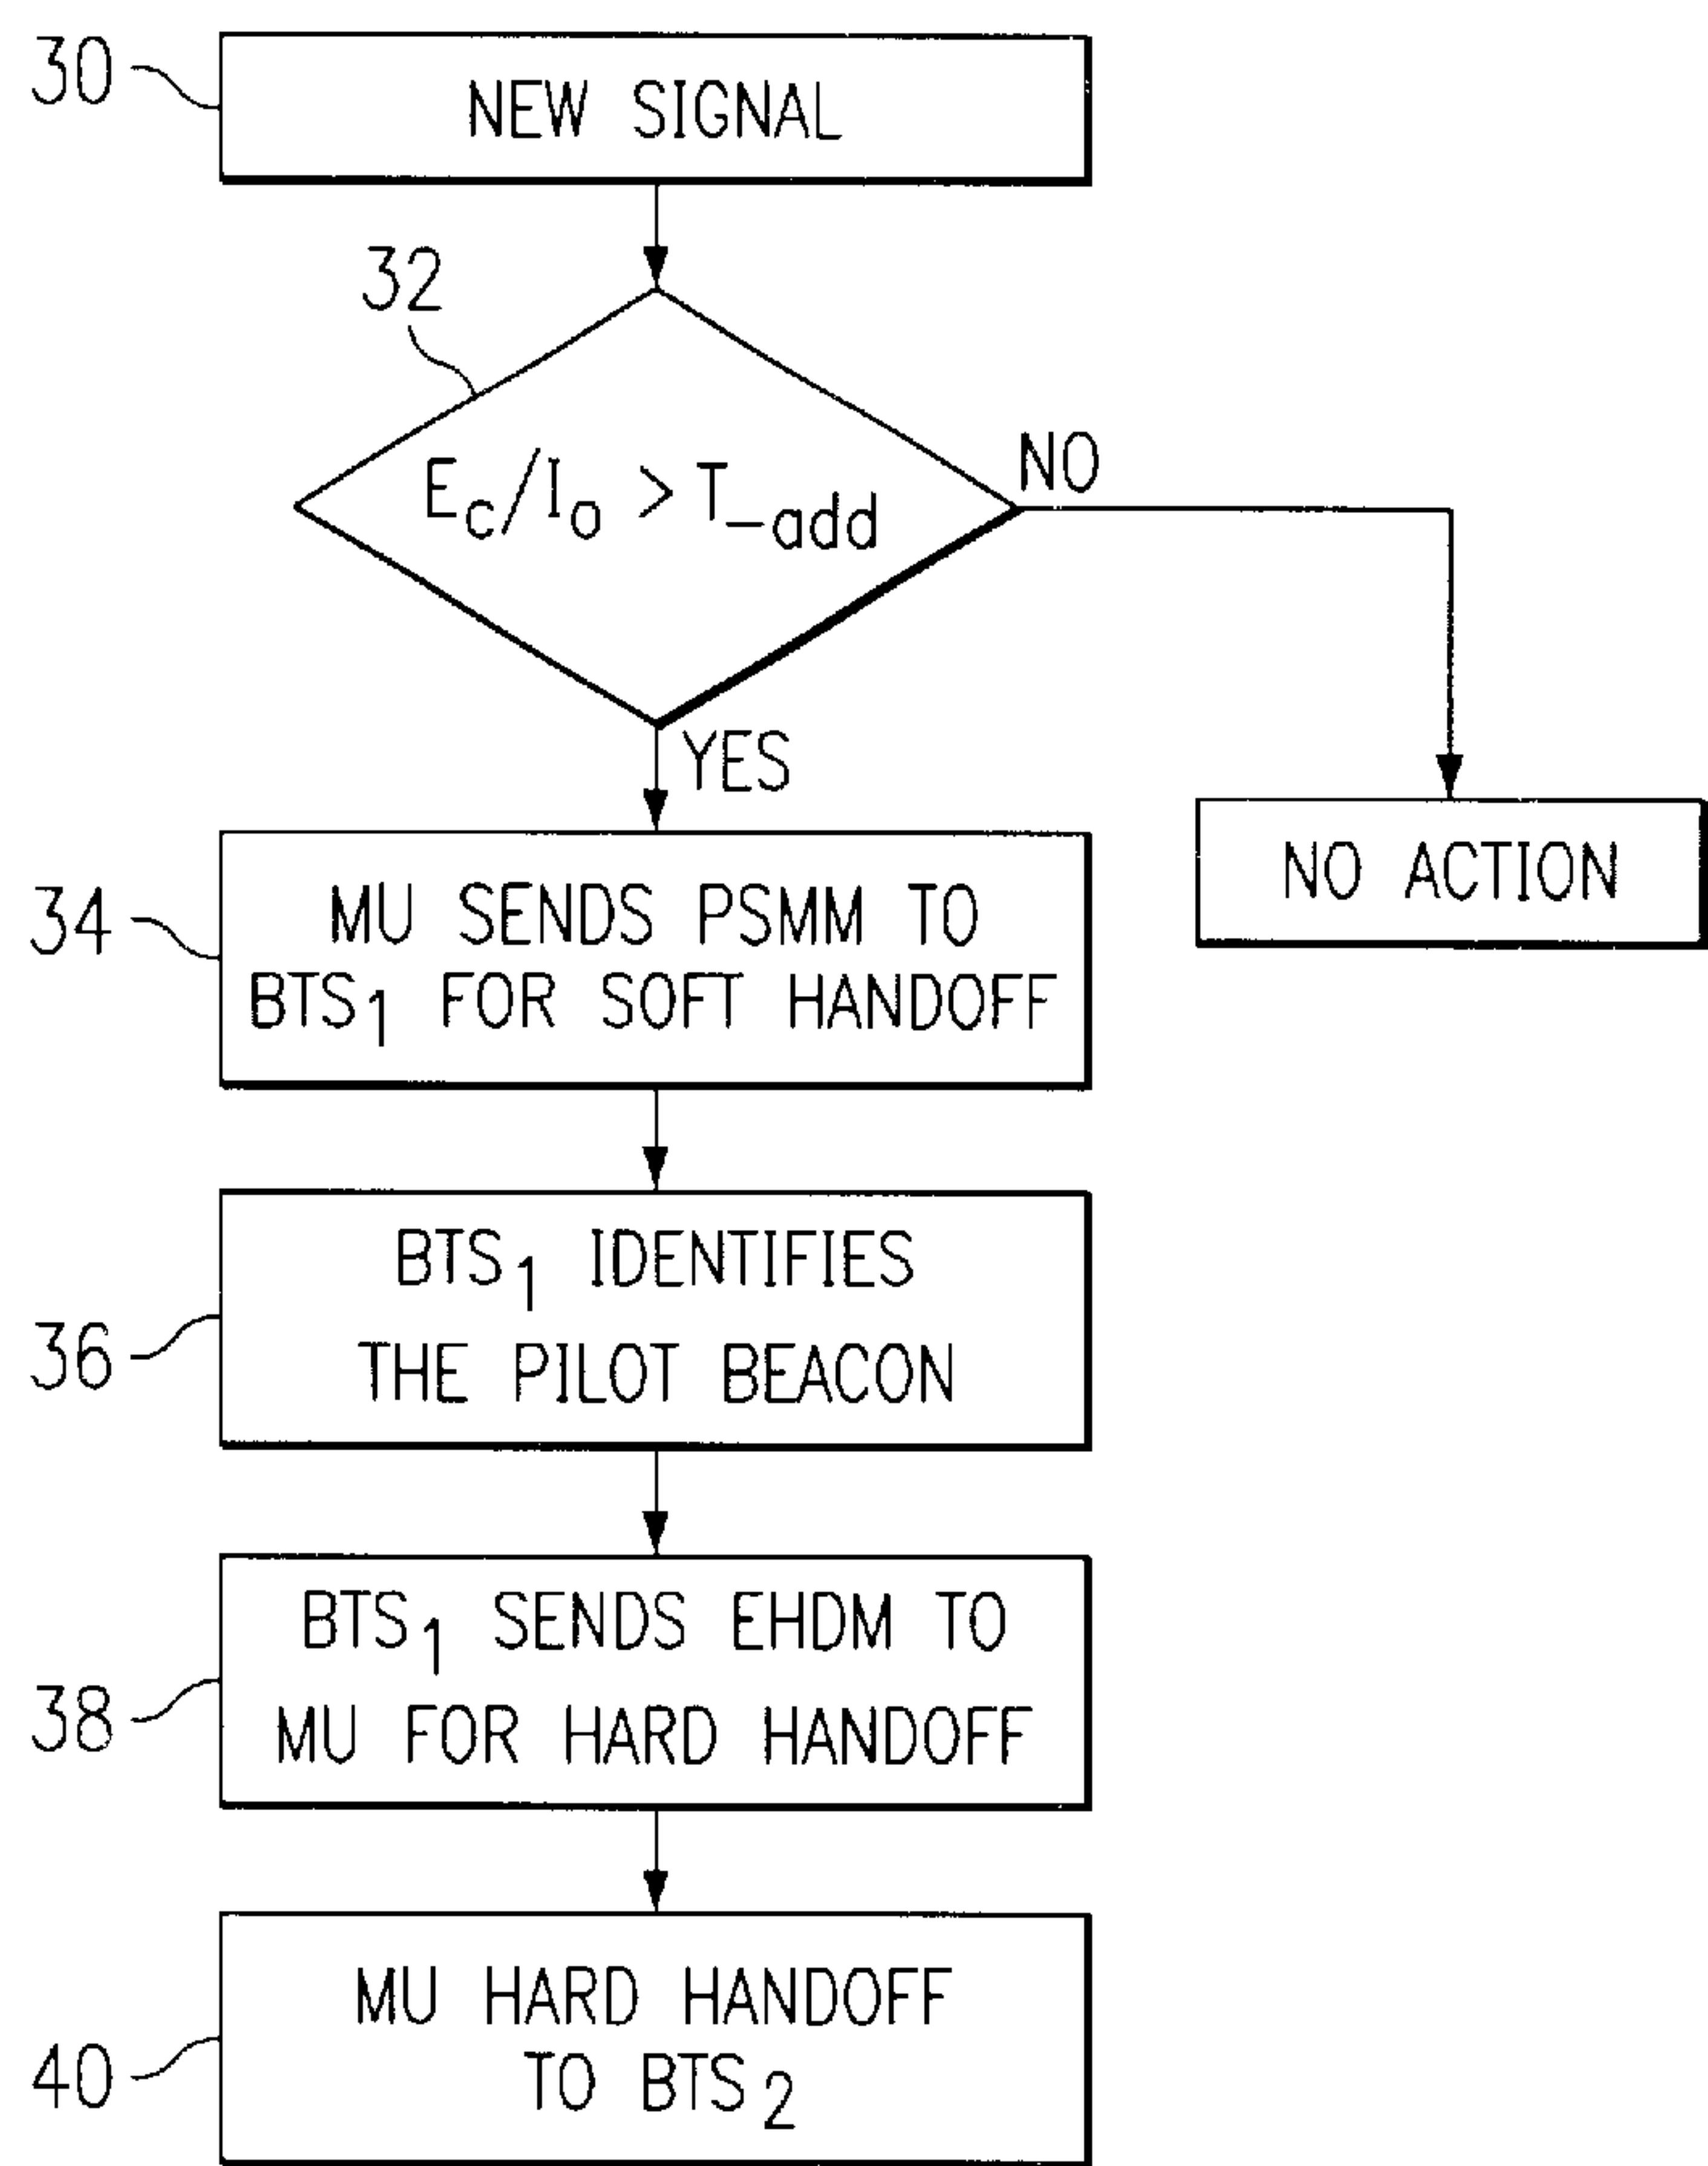 30
NEW SIGNAL
32
E_c/I_o > T_add
NO
YES
NO ACTION
34
MU SENDS PSMM TO
BTS1 FOR SOFT HANDOFF
36
BTS1 IDENTIFIES
THE PILOT BEACON
38
BTS1 SENDS EHDM TO
MU FOR HARD HANDOFF
40
MU HARD HANDOFF
TO BTS2